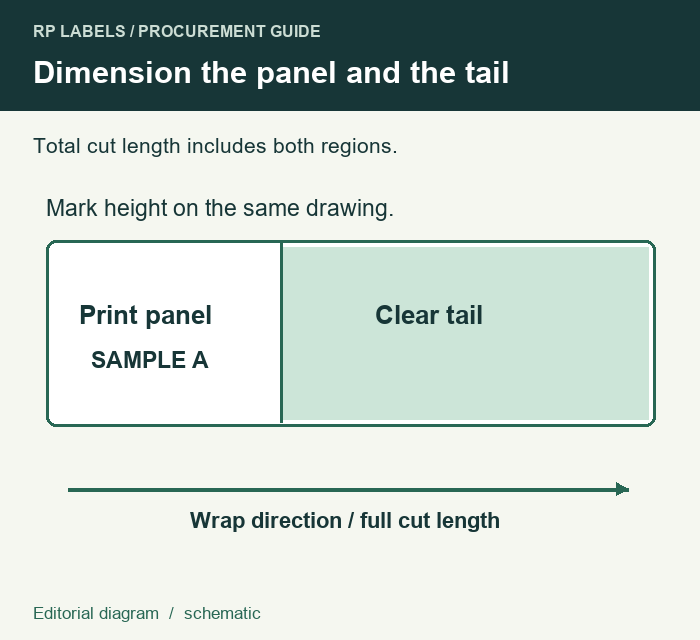 RP LABELS / PROCUREMENT GUIDE
Dimension the panel and the tail
Total cut length includes both regions.
Mark height on the same drawing.
Print panel
SAMPLE A
Clear tail
Wrap direction / full cut length
Editorial diagram / schematic